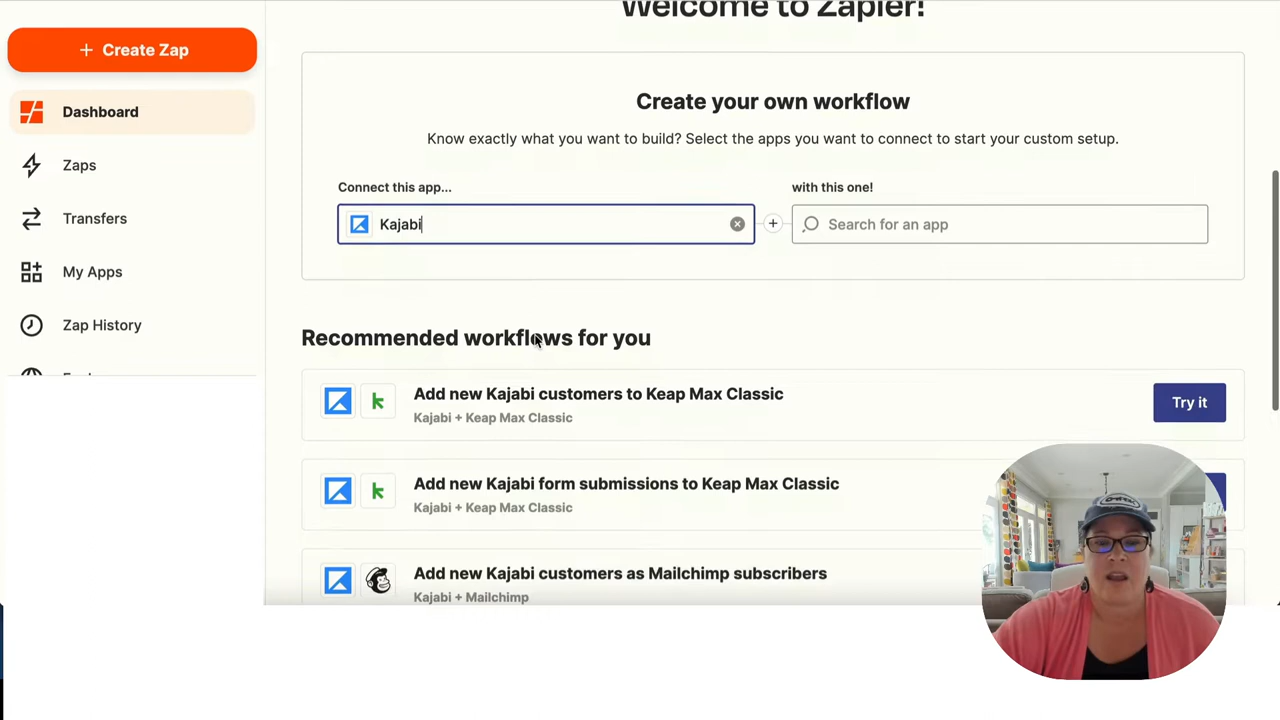 Welcome to Zapier!
+ Create Zap
Dashboard
Zaps
Transfers
My Apps
Zap History
Create your own workflow
Know exactly what you want to build? Select the apps you want to connect to start your custom setup.
Connect this app...
with this one!
Kajabi
+
Search for an app
Recommended workflows for you
Add new Kajabi customers to Keap Max Classic
Kajabi + Keap Max Classic
Try it
Add new Kajabi form submissions to Keap Max Classic
Kajabi + Keap Max Classic
Add new Kajabi customers as Mailchimp subscribers
Kajabi + Mailchimp